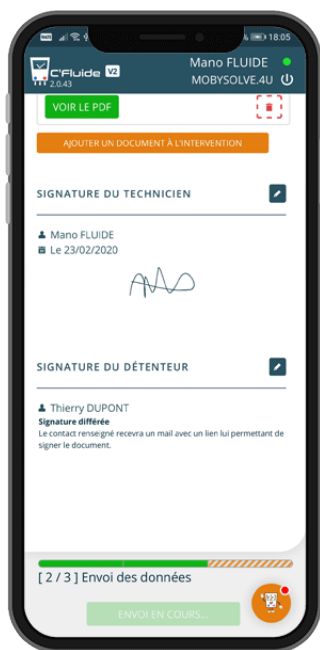 18:05
C'Fluide V2
2.0.43
Mano FLUIDE
MOBYSOLVE.4U
VOIR LE PDF
AJOUTER UN DOCUMENT À L'INTERVENTION
SIGNATURE DU TECHNICIEN
Mano FLUIDE
Le 23/02/2020
SIGNATURE DU DÉTENTEUR
Thierry DUPONT
Signature différée
Le contact renseigné recevra un mail avec un lien lui permettant de
signer le document.
[ 2 / 3 ] Envoi des données
ENVOI EN COURS...